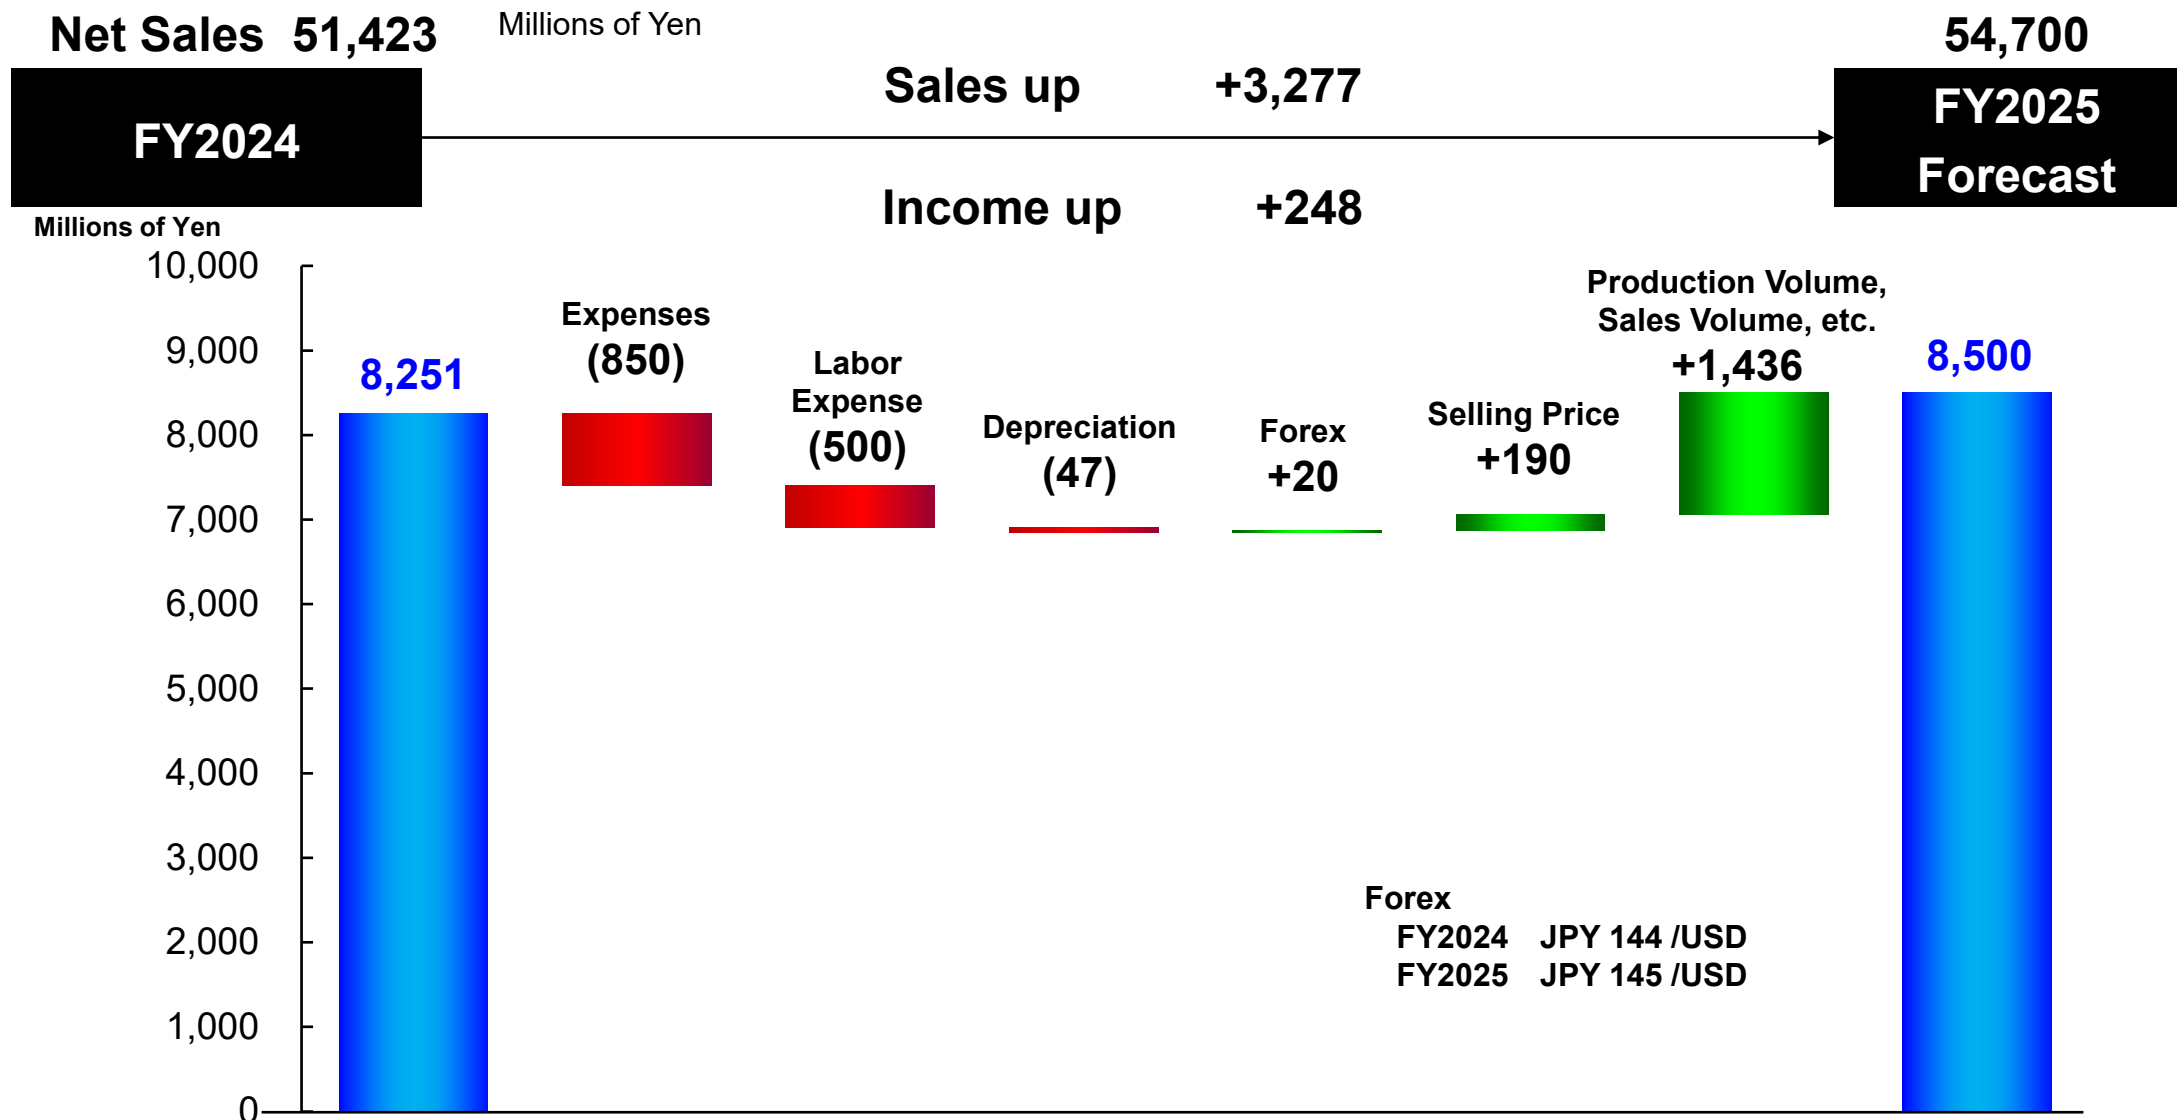 Net Sales 51,423 Millions of Yen
54,700
FY2024
Sales up +3,277
FY2025
Forecast
Income up +248
Millions of Yen
10,000
9,000
8,000
7,000
6,000
5,000
4,000
3,000
2,000
1,000
0
8,251
Expenses
(850)
Labor
Expense
(500)
Depreciation
(47)
Forex
+20
Selling Price
+190
Production Volume,
Sales Volume, etc.
+1,436
8,500
Forex
FY2024 JPY 144 /USD
FY2025 JPY 145 /USD